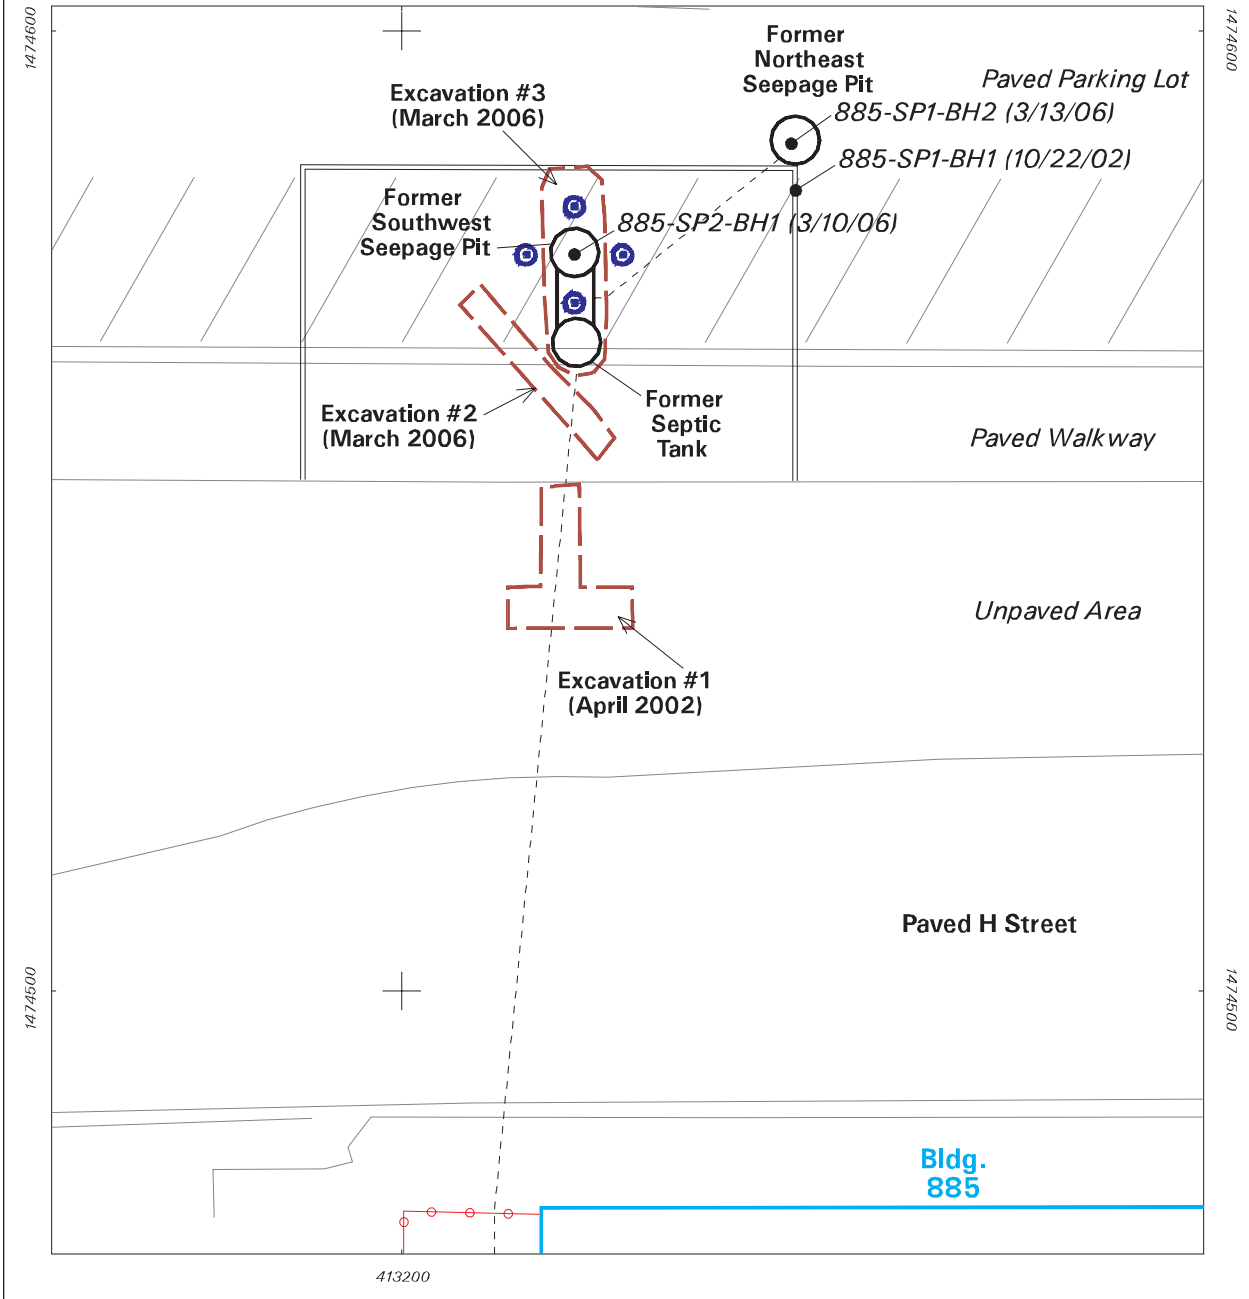 1474600
1474600
Former
Northeast
Seepage Pit
Paved Parking Lot
Excavation #3
(March 2006)
885-SP1-BH2 (3/13/06)
885-SP1-BH1 (10/22/02)
Former
Southwest
Seepage Pit
885-SP2-BH1 (3/10/06)
Excavation #2
(March 2006)
Former
Septic
Tank
Paved Walkway
Unpaved Area
Excavation #1
(April 2002)
Paved H Street
1474500
1474500
Bldg.
885
413200